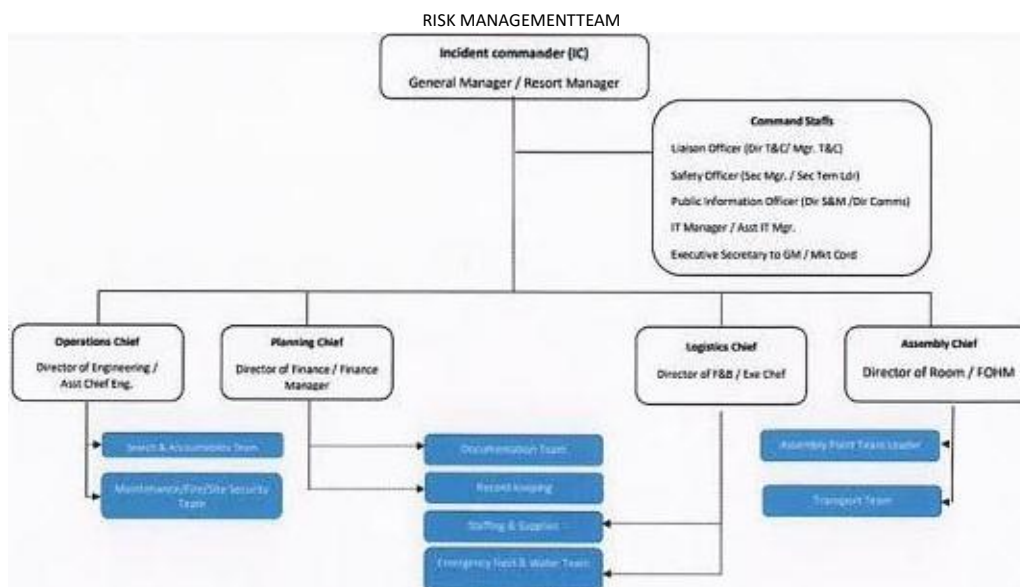 RISK MANAGEMENTTEAM
Incident commander (IC)
General Manager / Resort Manager
Command Staffs
Liaison Officer (Dir T&C/ Mgr. T&C)
Safety Officer (Sec Mgr. / Sec Tem Ldr)
Public Information Officer (Dir S&M /Dir Comms)
IT Manager / Asst IT Mgr.
Executive Secretary to GM / Mkt Cord
Operations Chief
Director of Engineering /
Asst Chief Eng.
Planning Chief
Director of Finance / Finance
Manager
Logistics Chief
Director of F&B / Exe Chef
Assembly Chief
Director of Room / FOHM
Search & Team
Maintenance/Fire/Site Security
Team
Documentation Team
Record keeping
Staffing & Supplies
Emergency Food & Water Team
Assembly Point Team Leader
Transport Team